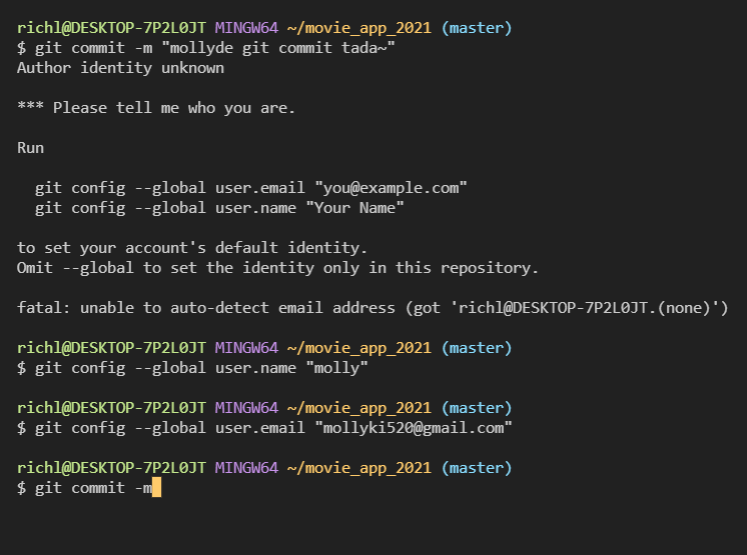 richl@DESKTOP-7P2L0JT MINGW64 ~/movie_app_2021 (master)
$ git commit -m "mollyde git commit tada~"
Author identity unknown
*** Please tell me who you are.
Run
git config --global user.email "you@example.com"
git config --global user.name "Your Name"
to set your account's default identity.
Omit --global to set the identity only in this repository.
fatal: unable to auto-detect email address (got 'richl@DESKTOP-7P2L0JT.(none)')
richl@DESKTOP-7P2L0JT MINGW64 ~/movie_app_2021 (master)
$ git config --global user.name "molly"
richl@DESKTOP-7P2L0JT MINGW64 ~/movie_app_2021 (master)
$ git config --global user.email "mollyki520@gmail.com"
richl@DESKTOP-7P2L0JT MINGW64 ~/movie_app_2021 (master)
$ git commit -m